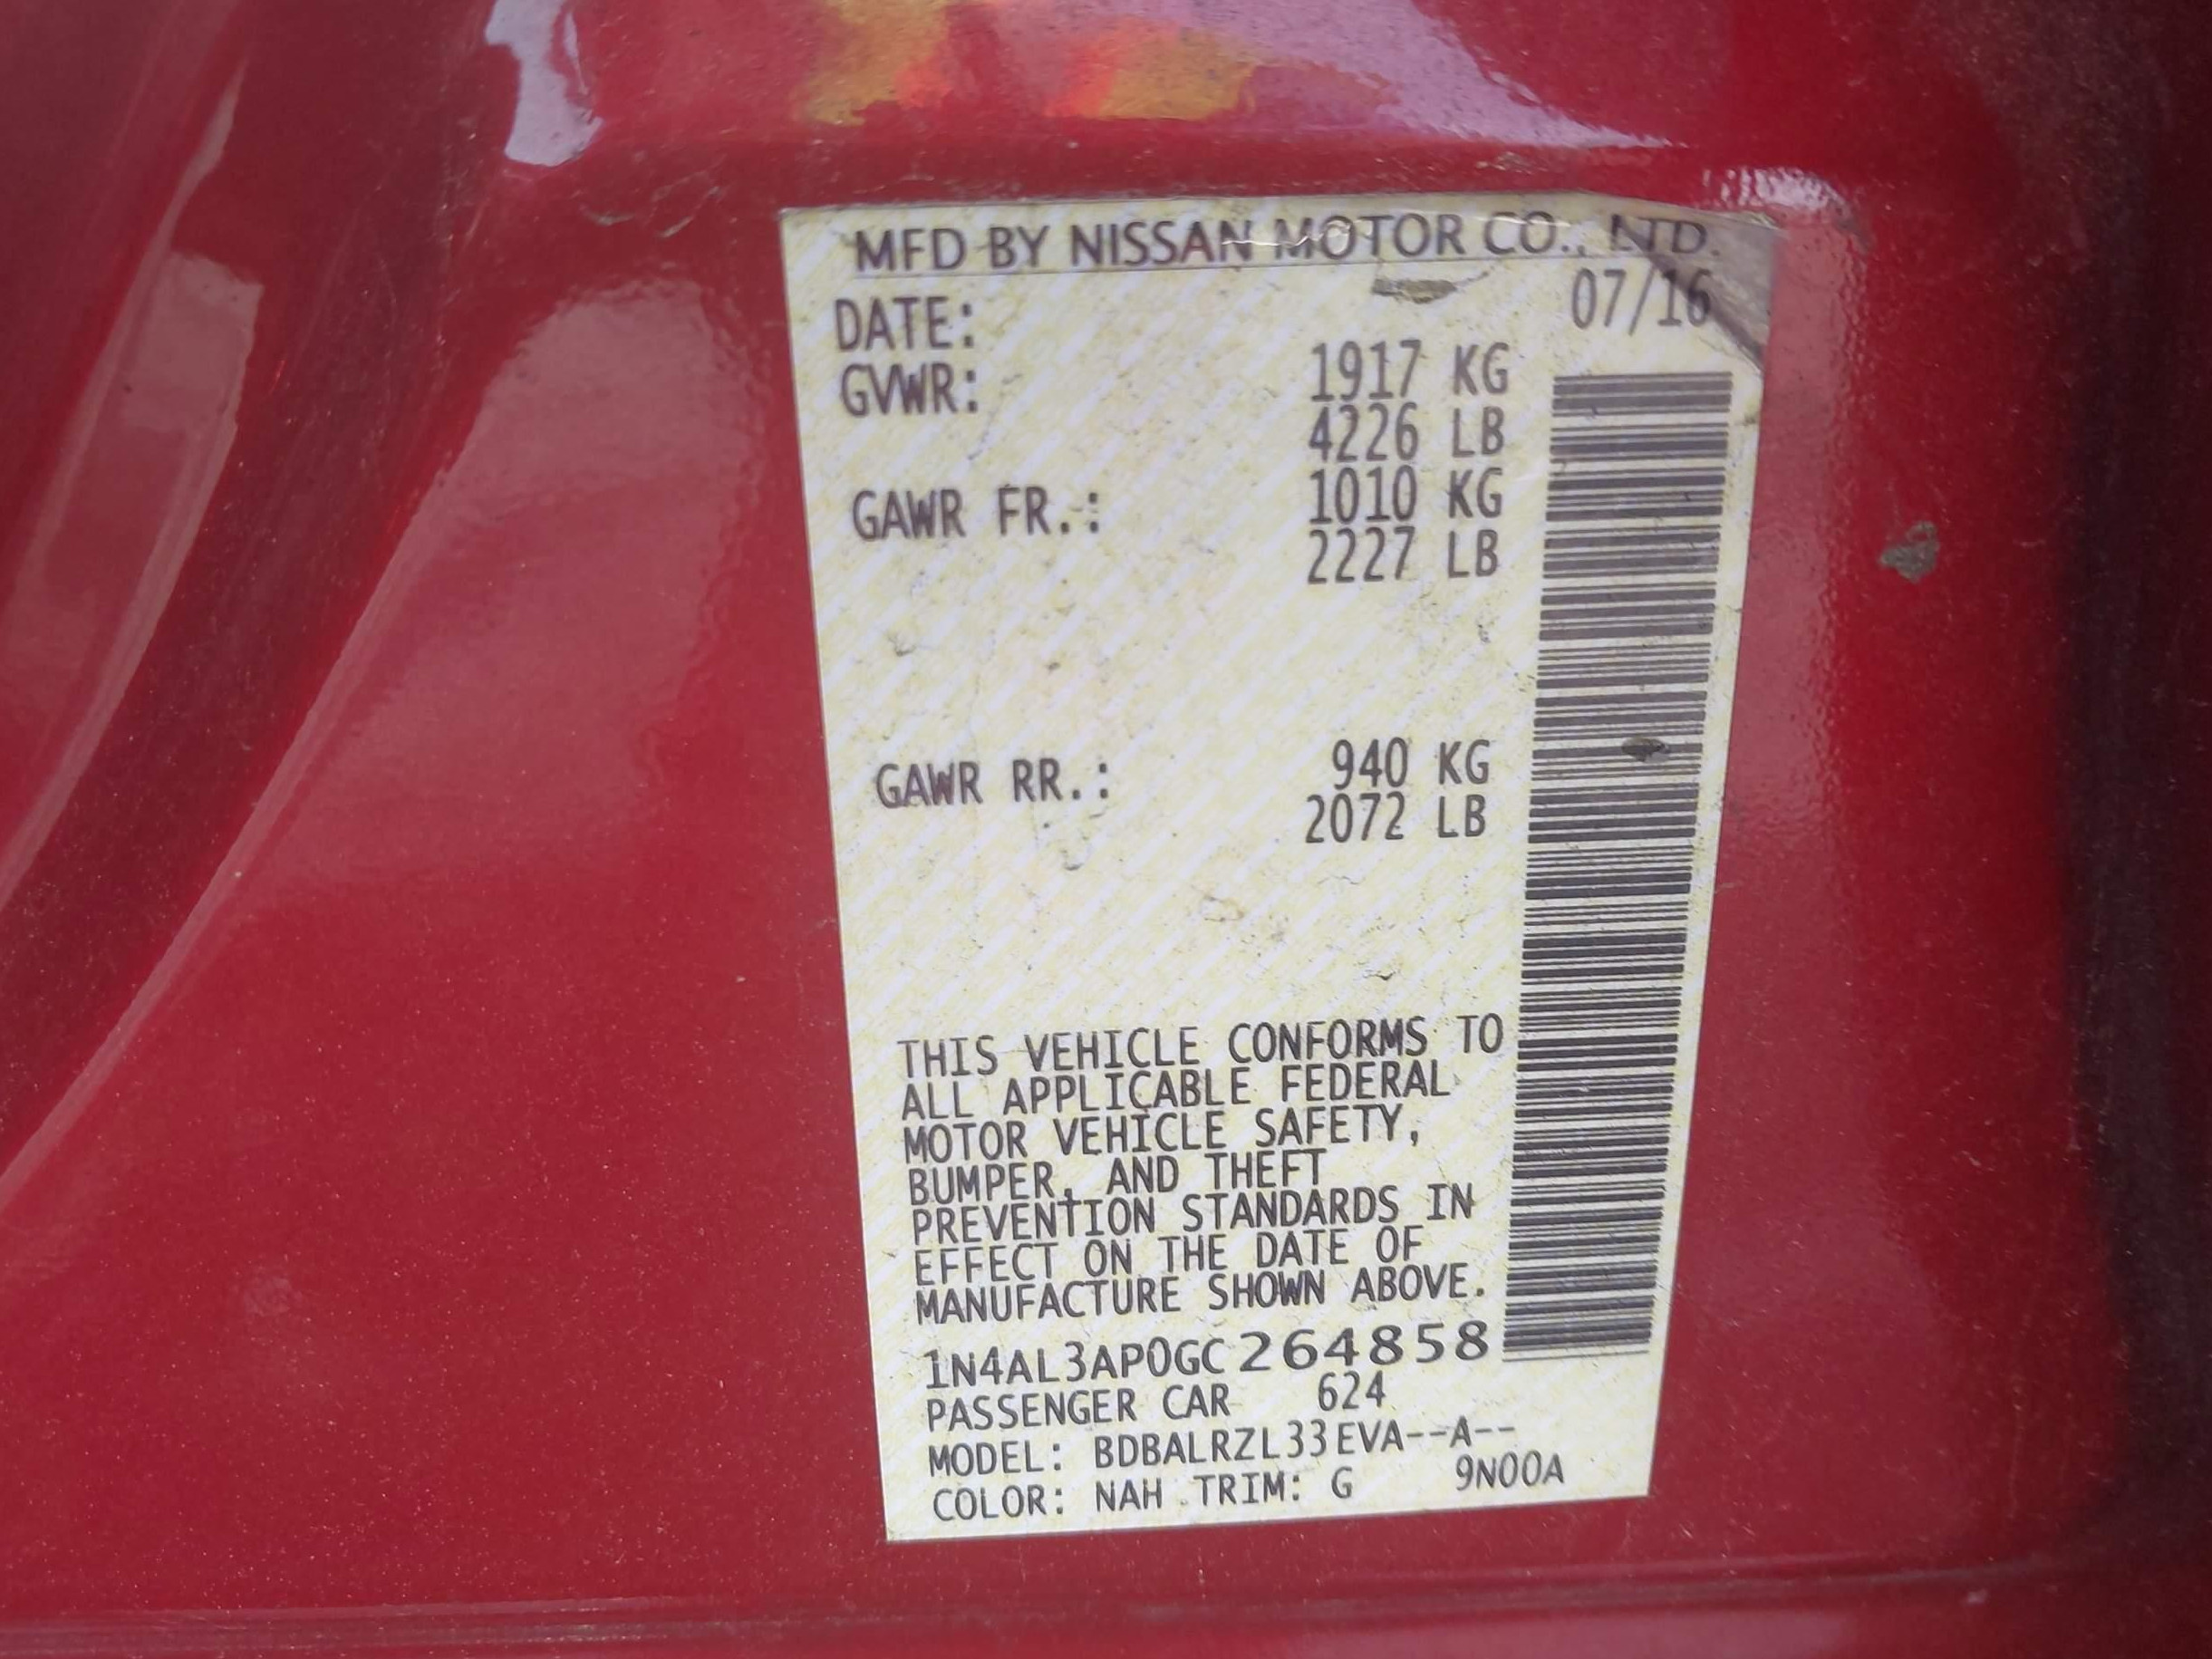 MFD BY NISSAN MOTOR CO., LTD.
DATE: 07/16
GVWR: 1917 KG
4226 LB
GAWR FR.: 1010 KG
2227 LB
GAWR RR.: 940 KG
2072 LB
THIS VEHICLE CONFORMS TO
ALL APPLICABLE FEDERAL
MOTOR VEHICLE SAFETY,
BUMPER, AND THEFT
PREVENTION STANDARDS IN
EFFECT ON THE DATE OF
MANUFACTURE SHOWN ABOVE.
1N4AL3AP0GC264858
PASSENGER CAR 624
MODEL: BDBALRZL33EVA--A--
COLOR: NAH TRIM: G 9N00A